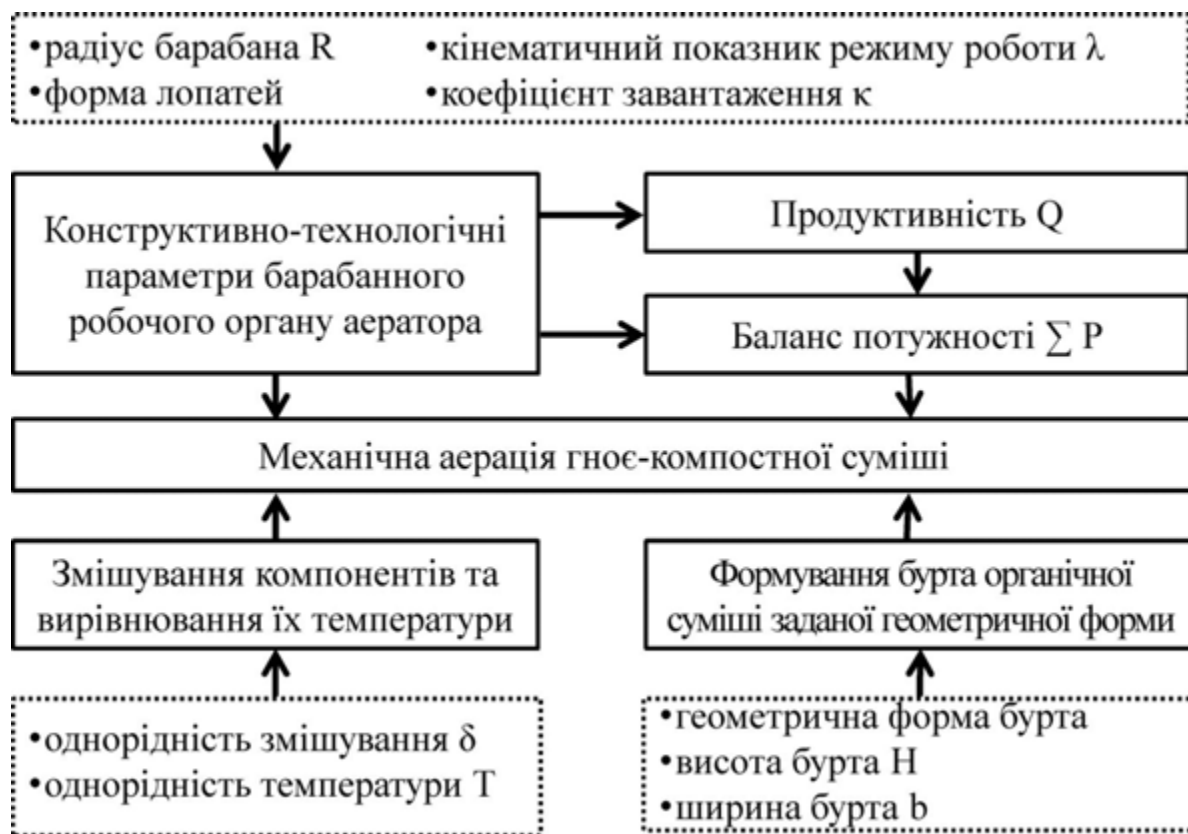 •радіус барабана R
•форма лопатей
•кінематичний показник режиму роботи λ
•коефіцієнт завантаження κ
Конструктивно-технологічні
параметри барабанного
робочого органу аератора
Продуктивність Q
Баланс потужності ∑ P
Механічна аерація гноє-компостної суміші
Змішування компонентів та
вирівнювання їх температури
Формування бурта органічної
суміші заданої геометричної форми
•однорідність змішування δ
•однорідність температури T
•геометрична форма бурта
•висота бурта H
•ширина бурта b